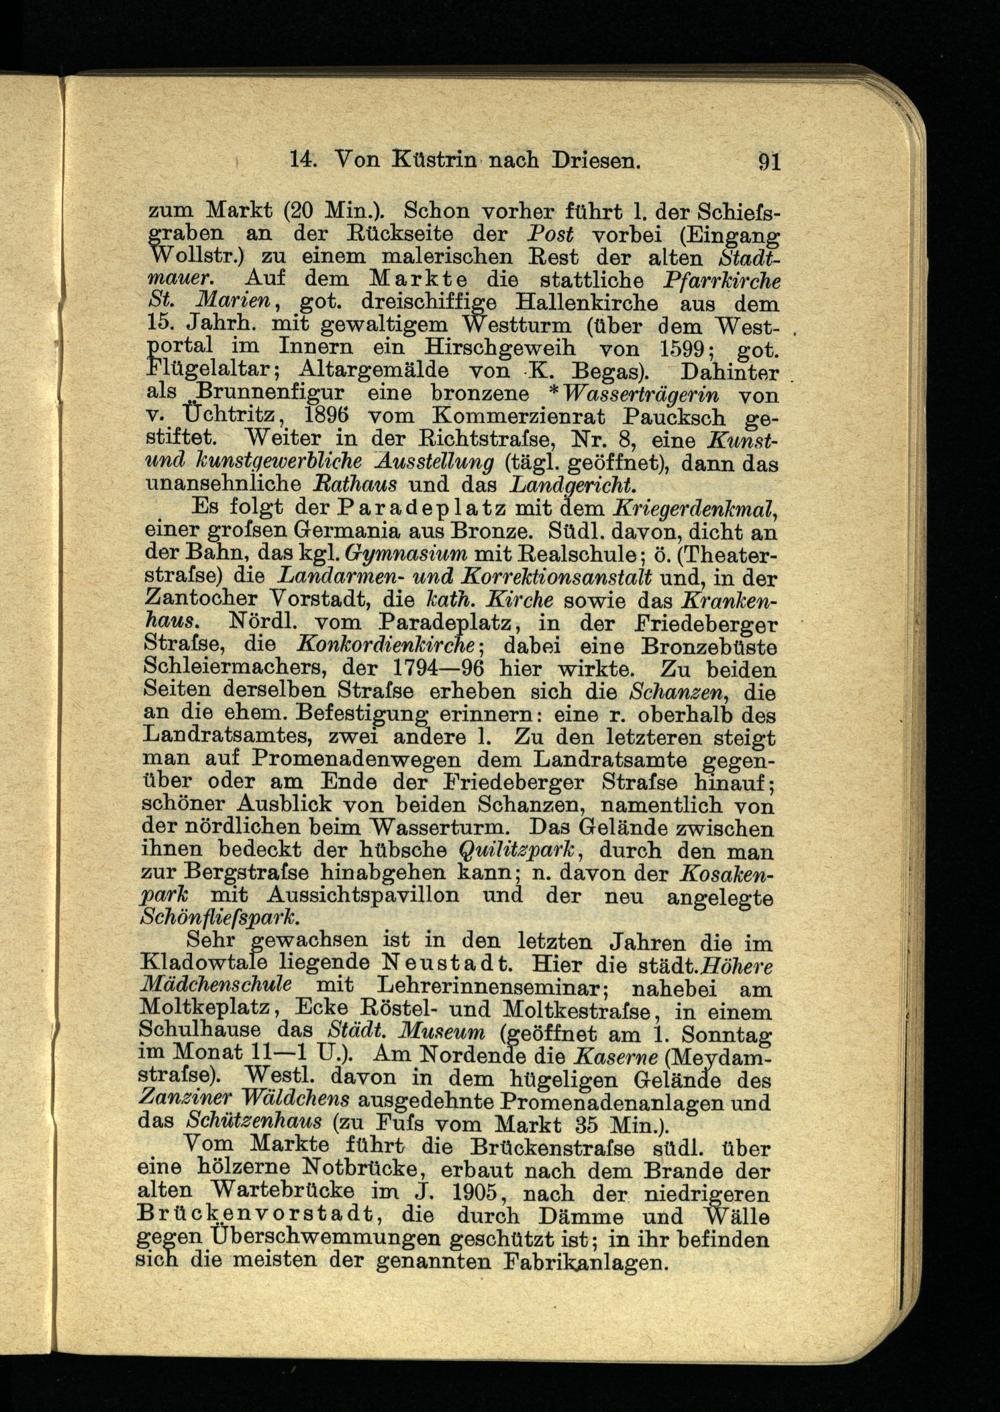 14. Von Küstrin nach Driesen. 91
zum Markt (20 Min.). Schon vorher führt l. der Schieſs-
graben an der Rückseite der Post vorbei (Eingang
Wollstr.) zu einem malerischen Rest der alten Stadt-
mauer. Auf dem Markte die stattliche Pfarrkirche
St. Marien, got. dreischiffige Hallenkirche aus dem
15. Jahrh. mit gewaltigem Westturm (über dem West-
portal im Innern ein Hirschgeweih von 1599; got.
Flügelaltar; Altargemälde von K. Begas). Dahinter
als Brunnenfigur eine bronzene *Wasserträgerin von
v. Üchtritz, 1896 vom Kommerzienrat Paucksch ge-
stiftet. Weiter in der Richtstraſse, Nr. 8, eine Kunst-
und kunstgewerbliche Ausstellung (tägl. geöffnet), dann das
unansehnliche Rathaus und das Landgericht.
Es folgt der Paradeplatz mit dem Kriegerdenkmal,
einer groſsen Germania aus Bronze. Südl. davon, dicht an
der Bahn, das kgl. Gymnasium mit Realschule; ö. (Theater-
straſse) die Landarmen- und Korrektionsanstalt und, in der
Zantocher Vorstadt, die kath. Kirche sowie das Kranken-
haus. Nördl. vom Paradeplatz, in der Friedeberger
Straſse, die Konkordienkirche; dabei eine Bronzebüste
Schleiermachers, der 1794—96 hier wirkte. Zu beiden
Seiten derselben Straſse erheben sich die Schanzen, die
an die ehem. Befestigung erinnern: eine r. oberhalb des
Landratsamtes, zwei andere l. Zu den letzteren steigt
man auf Promenadenwegen dem Landratsamte gegen-
über oder am Ende der Friedeberger Straſse hinauf;
schöner Ausblick von beiden Schanzen, namentlich von
der nördlichen beim Wasserturm. Das Gelände zwischen
ihnen bedeckt der hübsche Quilitzpark, durch den man
zur Bergstraſse hinabgehen kann; n. davon der Kosaken-
park mit Aussichtspavillon und der neu angelegte
Schönflieſspark.
Sehr gewachsen ist in den letzten Jahren die im
Kladowtale liegende Neustadt. Hier die städt. Höhere
Mädchenschule mit Lehrerinnenseminar; nahebei am
Moltkeplatz, Ecke Röstel- und Moltkestraſse, in einem
Schulhause das Städt. Museum (geöffnet am 1. Sonntag
im Monat 11—1 U.). Am Nordende die Kaserne (Meydam-
straſse). Westl. davon in dem hügeligen Gelände des
Zanziner Wäldchens ausgedehnte Promenadenanlagen und
das Schützenhaus (zu Fuſs vom Markt 35 Min.).
Vom Markte führt die Brückenstraſse südl. über
eine hölzerne Notbrücke, erbaut nach dem Brande der
alten Wartebrücke im J. 1905, nach der niedrigeren
Brückenvorstadt, die durch Dämme und Wälle
gegen Überschwemmungen geschützt ist; in ihr befinden
sich die meisten der genannten Fabrikanlagen.